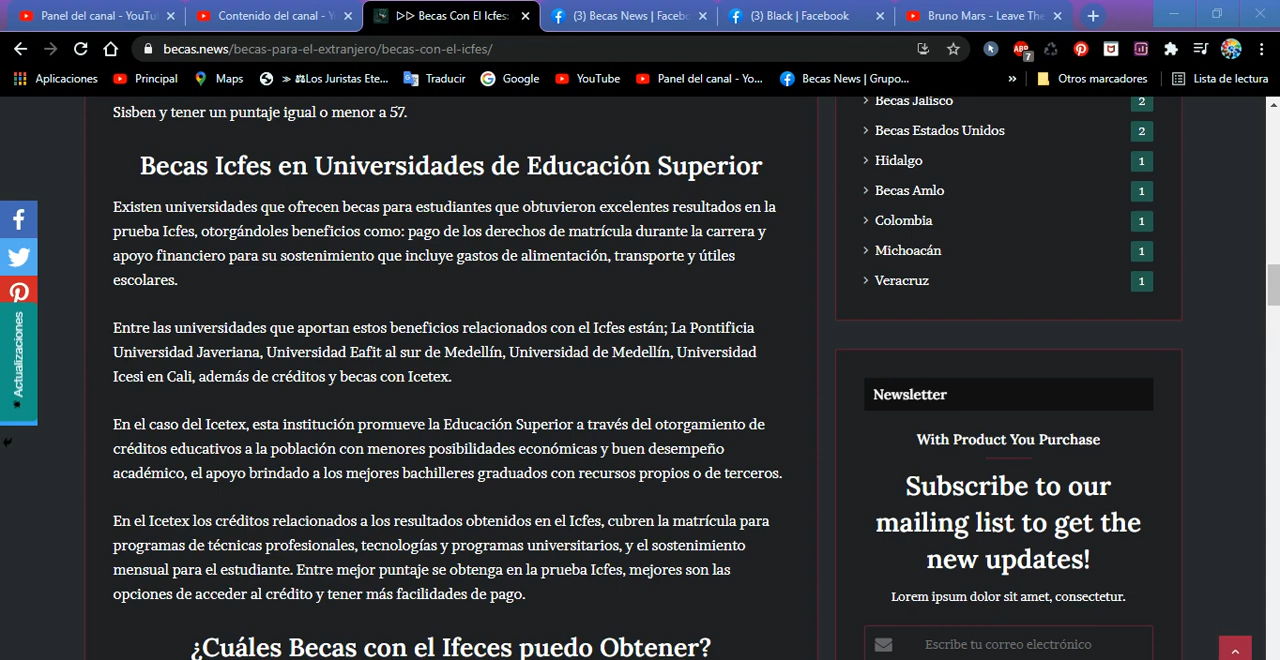 Panel del canal - YouTu
Contenido del canal - Y
▷▷ Becas Con El Icfes:
(3) Becas News | Facebo
(3) Black | Facebook
Bruno Mars - Leave The
becas.news/becas-para-el-extranjero/becas-con-el-icfes/
ABP
7
Aplicaciones
Principal
Maps
» ⚖Los Juristas Ete...
Traducir
Google
YouTube
Panel del canal - Yo...
Becas News | Grupo...
»
Otros marcadores
Lista de lectura
Sisben y tener un puntaje igual o menor a 57.
Becas Icfes en Universidades de Educación Superior
Existen universidades que ofrecen becas para estudiantes que obtuvieron excelentes resultados en la
prueba Icfes, otorgándoles beneficios como: pago de los derechos de matrícula durante la carrera y
apoyo financiero para su sostenimiento que incluye gastos de alimentación, transporte y útiles
escolares.
Entre las universidades que aportan estos beneficios relacionados con el Icfes están; La Pontificia
Universidad Javeriana, Universidad Eafit al sur de Medellín, Universidad de Medellín, Universidad
Icesi en Cali, además de créditos y becas con Icetex.
En el caso del Icetex, esta institución promueve la Educación Superior a través del otorgamiento de
créditos educativos a la población con menores posibilidades económicas y buen desempeño
académico, el apoyo brindado a los mejores bachilleres graduados con recursos propios o de terceros.
En el Icetex los créditos relacionados a los resultados obtenidos en el Icfes, cubren la matrícula para
programas de técnicas profesionales, tecnologías y programas universitarios, y el sostenimiento
mensual para el estudiante. Entre mejor puntaje se obtenga en la prueba Icfes, mejores son las
opciones de acceder al crédito y tener más facilidades de pago.
¿Cuáles Becas con el Ifeces puedo Obtener?
Actualizaciones
Becas Jalisco 2
Becas Estados Unidos 2
Hidalgo 1
Becas Amlo 1
Colombia 1
Michoacán 1
Veracruz 1
Newsletter
With Product You Purchase
Subscribe to our
mailing list to get the
new updates!
Lorem ipsum dolor sit amet, consectetur.
Escribe tu correo electrónico